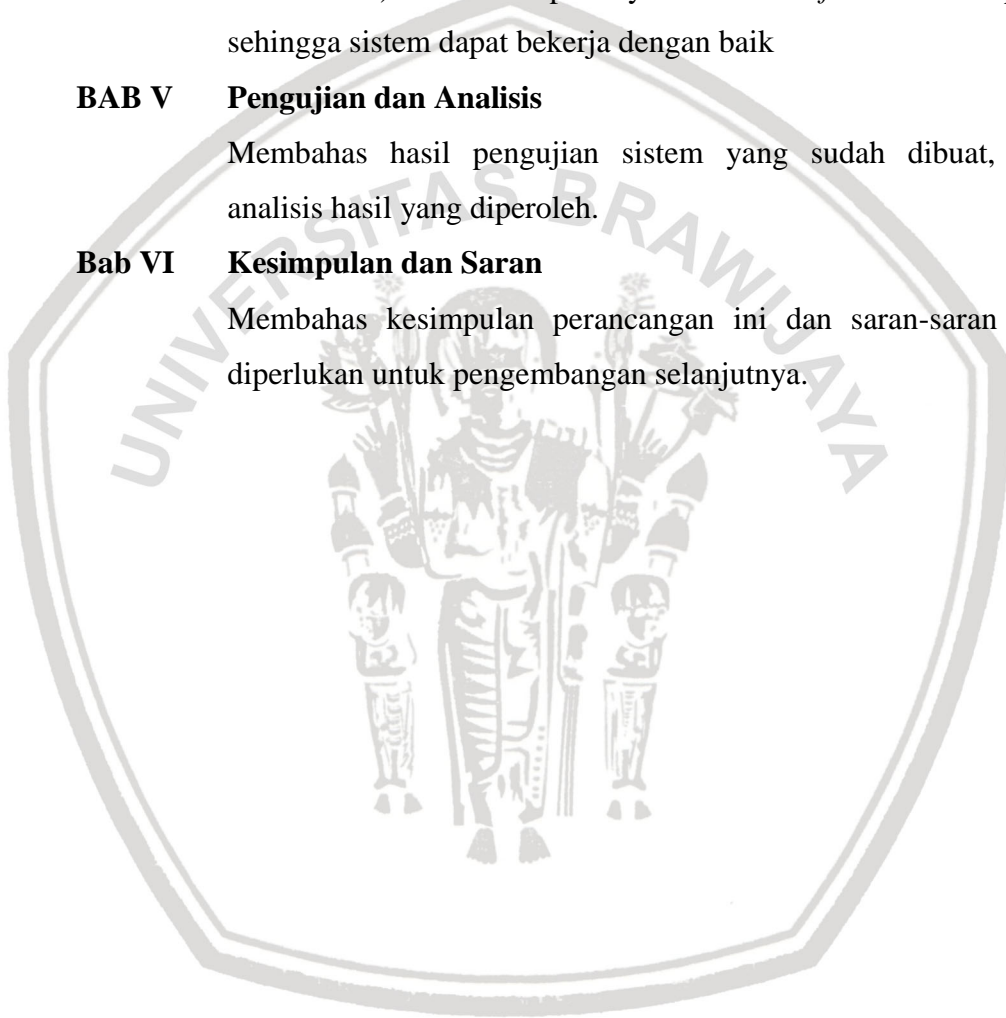 sehingga sistem dapat bekerja dengan baik
BAB V Pengujian dan Analisis
Membahas hasil pengujian sistem yang sudah dibuat,
analisis hasil yang diperoleh.
Bab VI Kesimpulan dan Saran
Membahas kesimpulan perancangan ini dan saran-saran
diperlukan untuk pengembangan selanjutnya.
UNIVERSITAS BRAWIJAYA